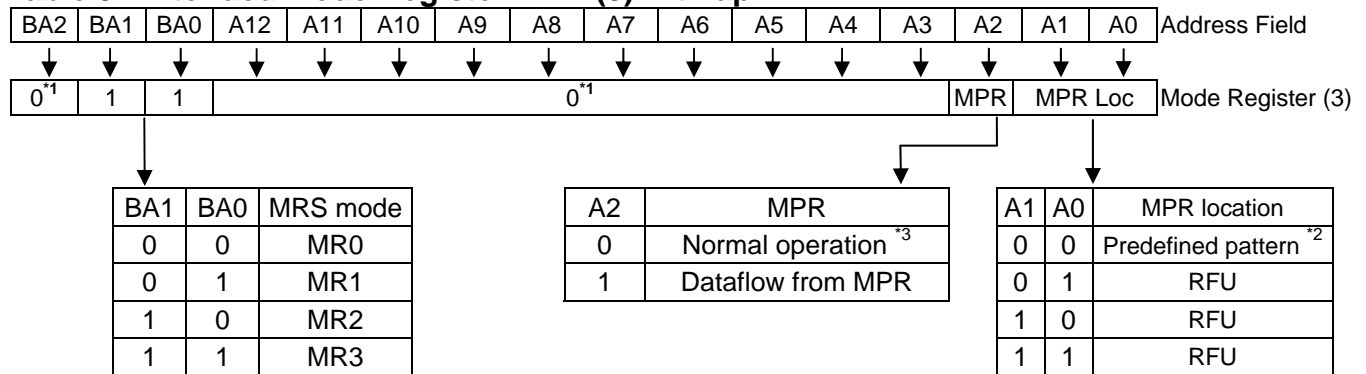 BA2 BA1 BA0 A12 A11 A10 A9 A8 A7 A6 A5 A4 A3 A2 A1 A0 Address Field
0*1 1 1 0*1 MPR MPR Loc Mode Register (3)
BA1 BA0 MRS mode
0 0 MR0
0 1 MR1
1 0 MR2
1 1 MR3
A2 MPR
0 Normal operation *3
1 Dataflow from MPR
A1 A0 MPR location
0 0 Predefined pattern *2
0 1 RFU
1 0 RFU
1 1 RFU